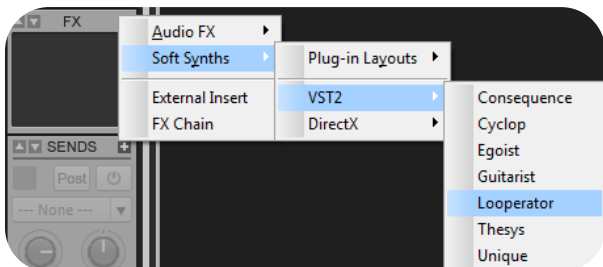 FX
Audio FX
Soft Synths
External Insert
FX Chain
Plug-in Layouts
VST2
DirectX
Consequence
Cyclop
Egoist
Guitarist
Looperator
Thesys
Unique
SENDS
Post
--- None ---